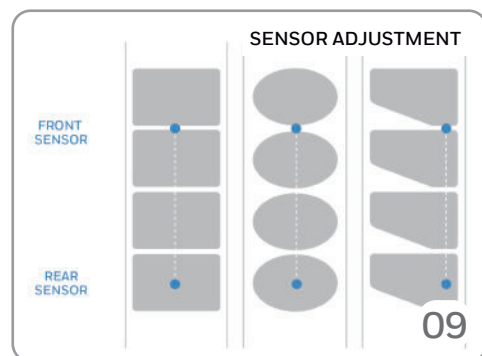 SENSOR ADJUSTMENT
FRONT
SENSOR
REAR
SENSOR
09